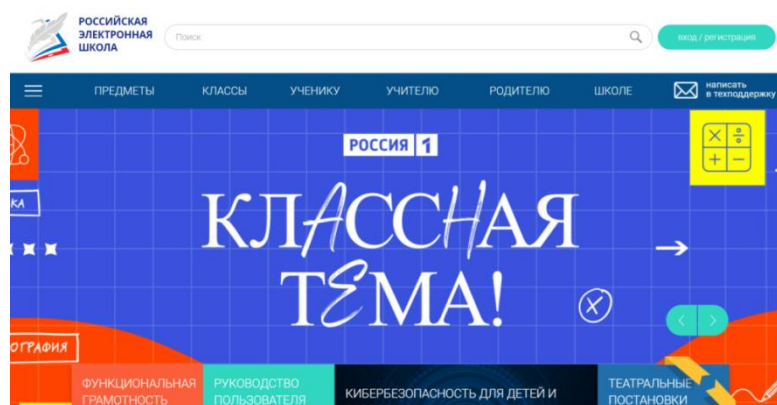 РОССИЙСКАЯ
ЭЛЕКТРОННАЯ
ШКОЛА
Поиск
вход / регистрация
ПРЕДМЕТЫ
КЛАССЫ
УЧЕНИКУ
УЧИТЕЛЮ
РОДИТЕЛЮ
ШКОЛЕ
написать
в техподдержку
РОССИЯ 1
КЛАССНАЯ
ТЕМА!
КА
ОГРАФИЯ
ФУНКЦИОНАЛЬНАЯ
ГРАМОТНОСТЬ
РУКОВОДСТВО
ПОЛЬЗОВАТЕЛЯ
КИБЕРБЕЗОПАСНОСТЬ ДЛЯ ДЕТЕЙ И
ТЕАТРАЛЬНЫЕ
ПОСТАНОВКИ